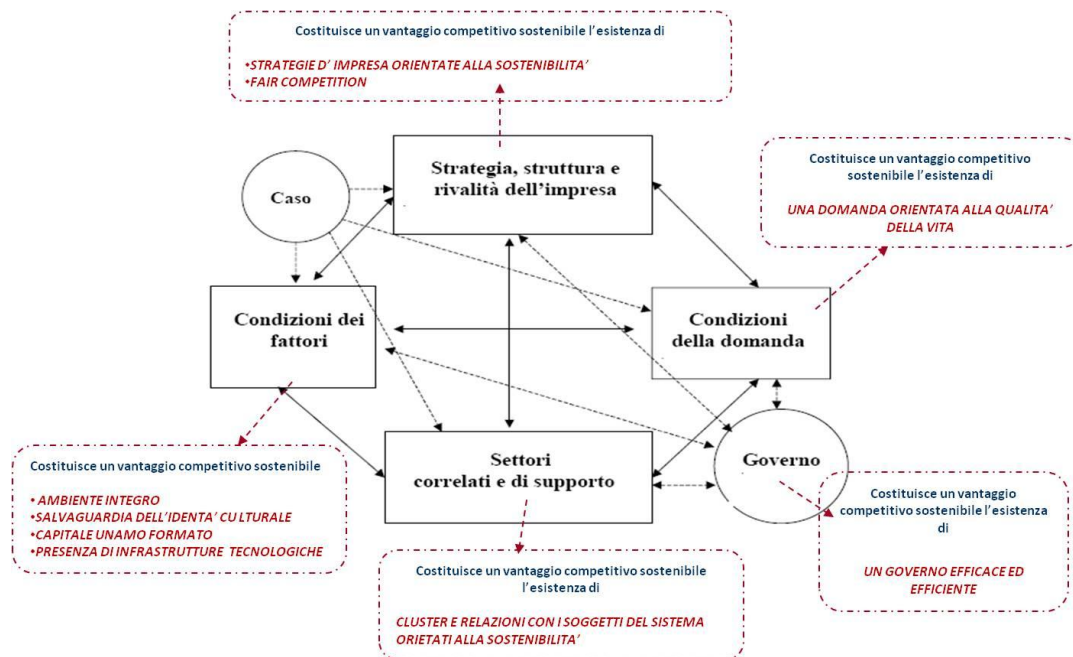 Costituisce un vantaggio competitivo sostenibile l'esistenza di
•STRATEGIE D' IMPRESA ORIENTATE ALLA SOSTENIBILITA'
•FAIR COMPETITION
Strategia, struttura e
rivalità dell'impresa
Caso
Costituisce un vantaggio competitivo
sostenibile l'esistenza di
UNA DOMANDA ORIENTATA ALLA QUALITA'
DELLA VITA
Condizioni dei
fattori
Condizioni
della domanda
Settori
correlati e di supporto
Governo
Costituisce un vantaggio competitivo sostenibile
• AMBIENTE INTEGRO
• SALVAGUARDIA DELL'IDENTA' CU LTURALE
• CAPITALE UNAMO FORMATO
• PRESENZA DI INFRASTRUTTURE TECNOLOGICHE
Costituisce un vantaggio
competitivo sostenibile l'esistenza
di
UN GOVERNO EFFICACE ED
EFFICIENTE
Costituisce un vantaggio competitivo sostenibile
l'esistenza di
CLUSTER E RELAZIONI CON I SOGGETTI DEL SISTEMA
ORIETATI ALLA SOSTENIBILITA'